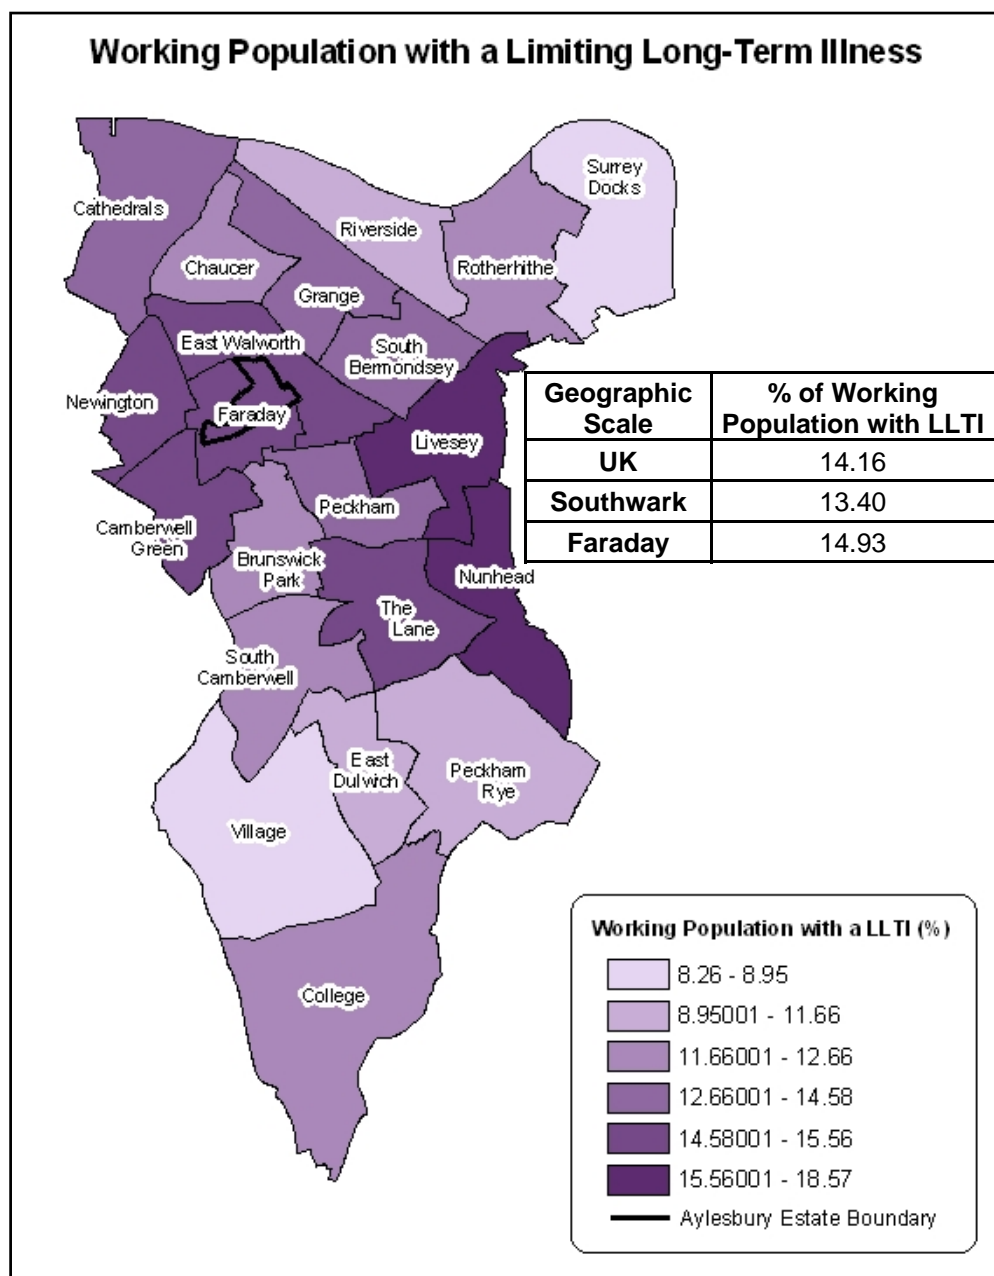 Working Population with a Limiting Long-Term Illness
Surrey
Docks
Cathedrals
Riverside
Chaucer
Rotherhithe
Grange
East Walworth
South
Bermondsey
Newington
Faraday
Livesey
Peckham
Camberwell
Green
Brunswick
Park
Nunhead
The
Lane
South
Camberwell
East
Dulwich
Peckham
Rye
Village
College
Geographic
Scale
% of Working
Population with LLTI
UK
14.16
Southwark
13.40
Faraday
14.93
Working Population with a LLTI (%)
8.26 - 8.95
8.95001 - 11.66
11.66001 - 12.66
12.66001 - 14.58
14.58001 - 15.56
15.56001 - 18.57
Aylesbury Estate Boundary